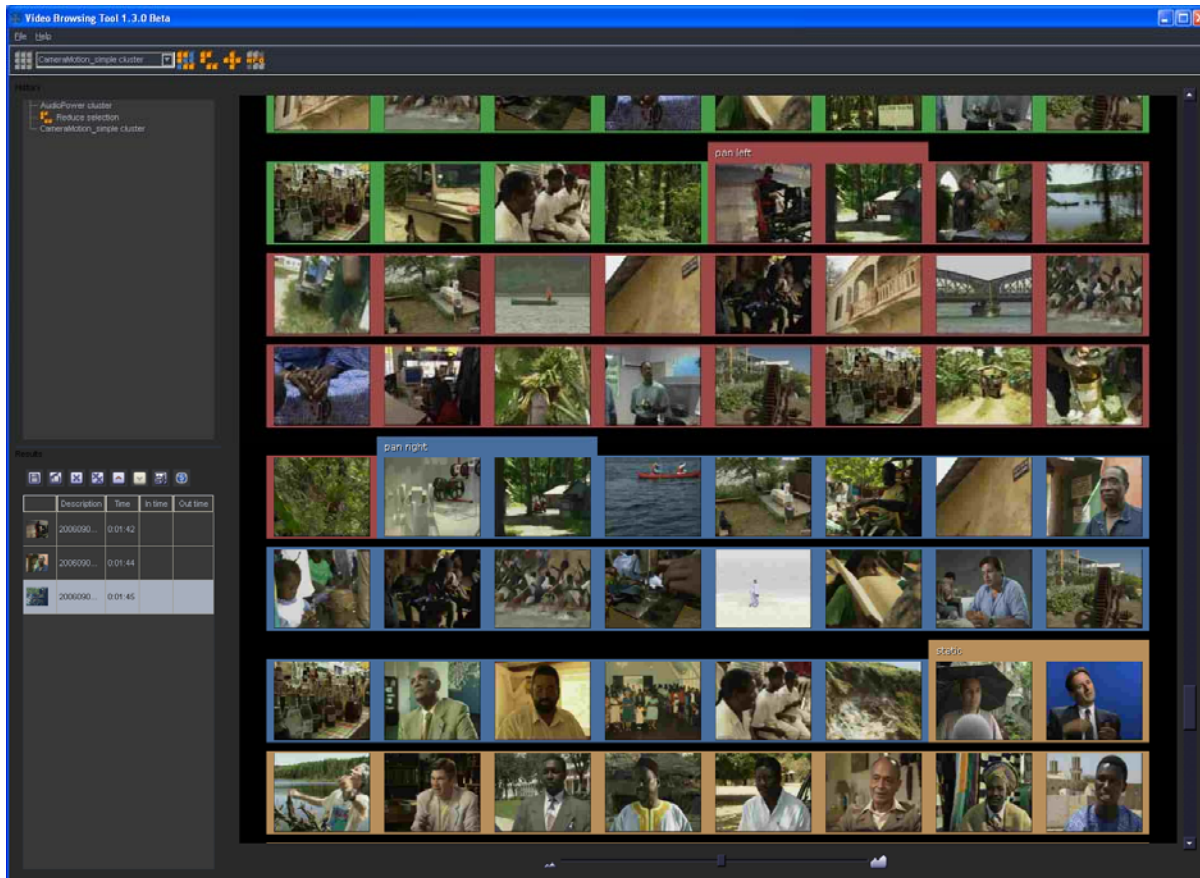 Video Browsing Tool 1.3.0 Beta
File Help
CameraMotion_simple cluster
History
AudioPower cluster
Reduce selection
CameraMotion_simple cluster
pan left
pan right
static
Results
Description Time In time Out time
2006090... 0:01:42
2006090... 0:01:44
2006090... 0:01:45